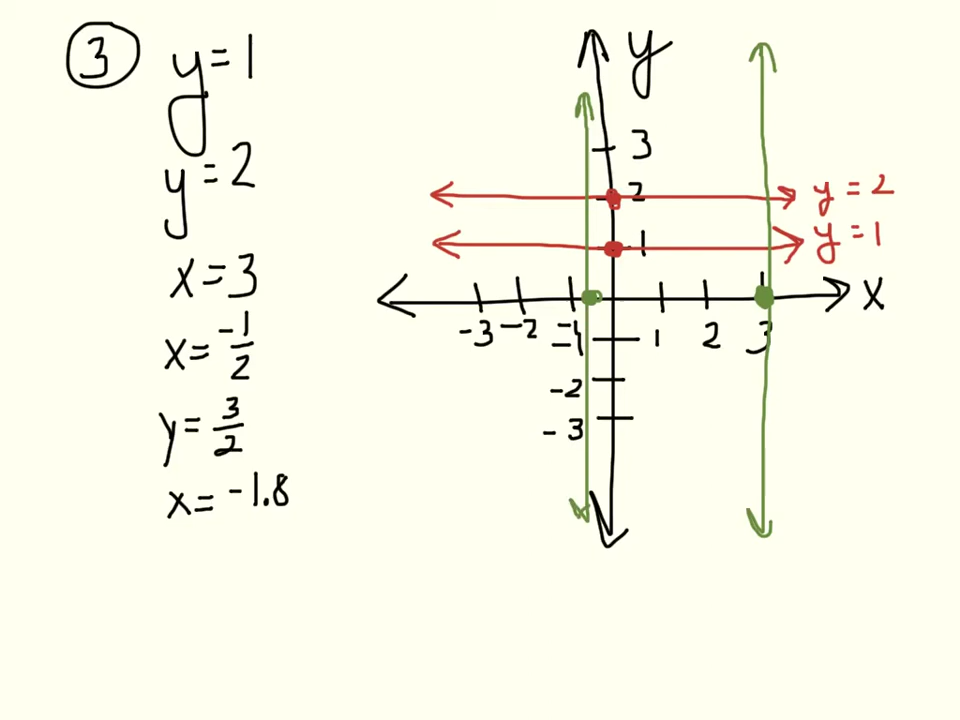 3 y=1
y=2
x=3
x=-1/2
y=3/2
x=-1.8
y
3
2
y=2
1
y=1
x
-3 -2 -1 1 2 3
-2
-3